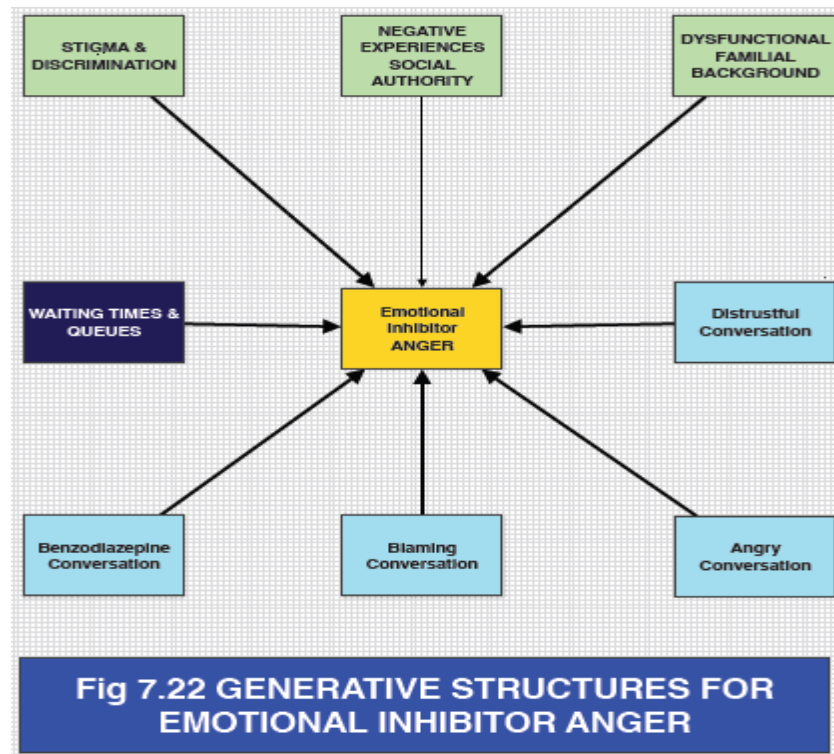 STIGMA &
DISCRIMINATION
NEGATIVE
EXPERIENCES
SOCIAL
AUTHORITY
DYSFUNCTIONAL
FAMILIAL
BACKGROUND
WAITING TIMES &
QUEUES
Emotional
Inhibitor
ANGER
Distrustful
Conversation
Benzodiazepine
Conversation
Blaming
Conversation
Angry
Conversation
Fig 7.22 GENERATIVE STRUCTURES FOR
EMOTIONAL INHIBITOR ANGER